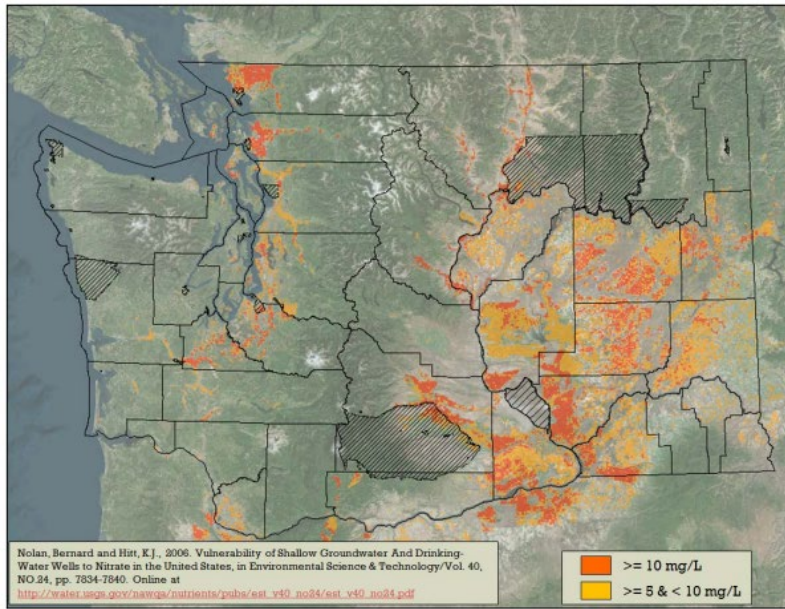 Nolan, Bernard and Hitt, K.J., 2006. Vulnerability of Shallow Groundwater And Drinking-
Water Wells to Nitrate in the United States, in Environmental Science & Technology/Vol. 40,
NO.24, pp. 7834-7840. Online at
http://water.usgs.gov/nawqa/nutrients/pubs/est_v40_no24/est_v40_no24.pdf
>= 10 mg/L
>= 5 & < 10 mg/L